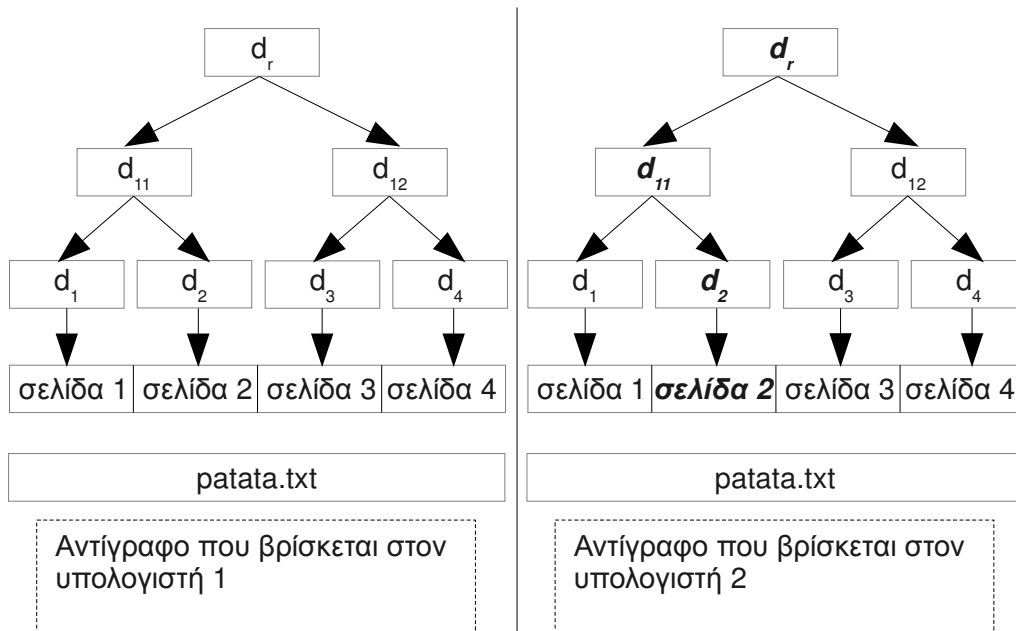 d_r
d_11 d_12
d_1 d_2 d_3 d_4
σελίδα 1 σελίδα 2 σελίδα 3 σελίδα 4
patata.txt
Αντίγραφο που βρίσκεται στον
υπολογιστή 1
d_r
d_11 d_12
d_1 d_2 d_3 d_4
σελίδα 1 σελίδα 2 σελίδα 3 σελίδα 4
patata.txt
Αντίγραφο που βρίσκεται στον
υπολογιστή 2